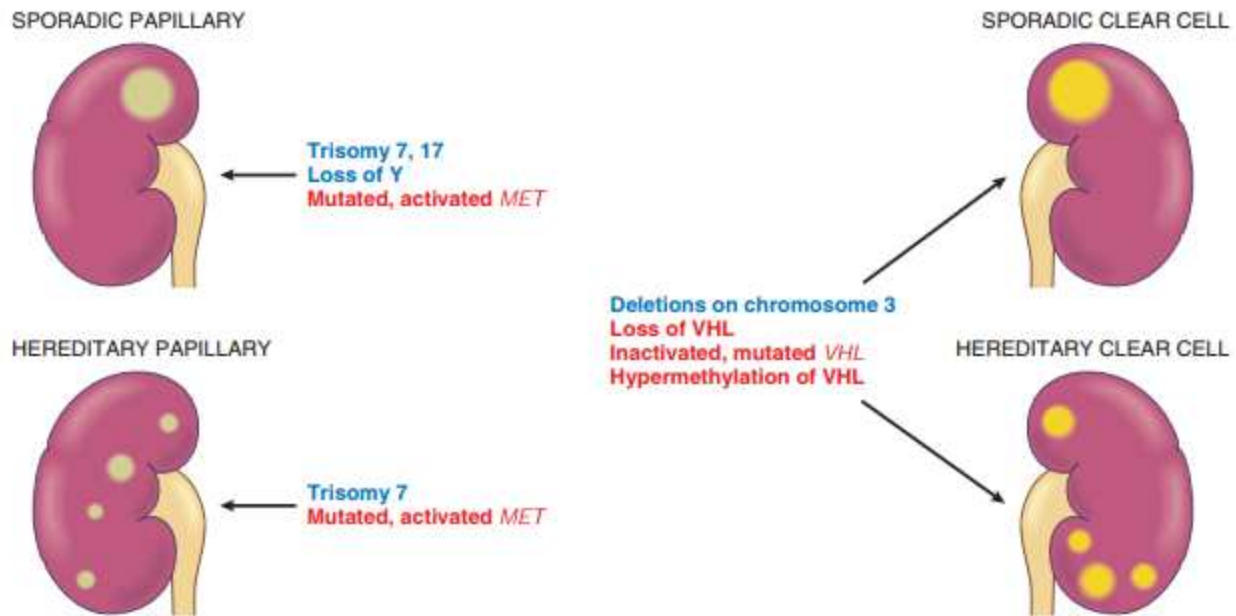 SPORADIC PAPILLARY
SPORADIC CLEAR CELL
Trisomy 7, 17
Loss of Y
Mutated, activated MET
Deletions on chromosome 3
Loss of VHL
Inactivated, mutated VHL
Hypermethylation of VHL
HEREDITARY PAPILLARY
HEREDITARY CLEAR CELL
Trisomy 7
Mutated, activated MET